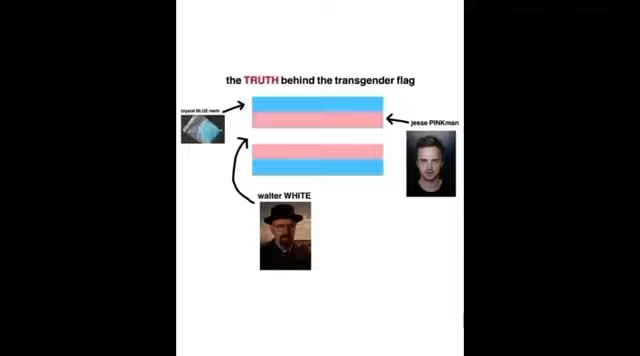 the TRUTH behind the transgender flag
crystal BLUE meth
jesse PINKman
walter WHITE